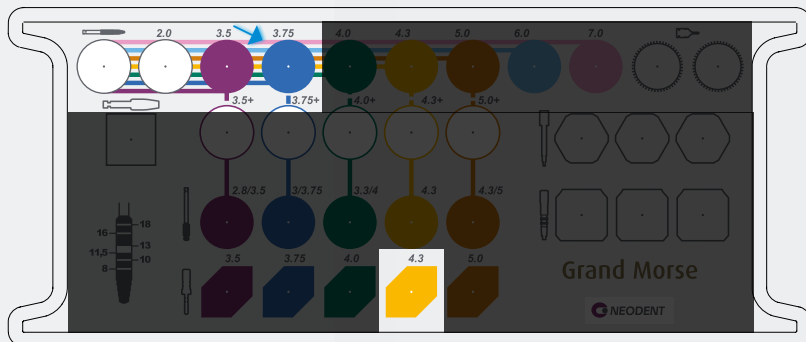 2.0 3.5 3.75 4.0 4.3 5.0 6.0 7.0
3.5+ 3.75+ 4.0+ 4.3+ 5.0+
2.8/3.5 3/3.75 3.3/4 4.3 4.3/5
18
16
13
11,5
10
8
3.5 3.75 4.0 4.3 5.0
Grand Morse
NEODENT